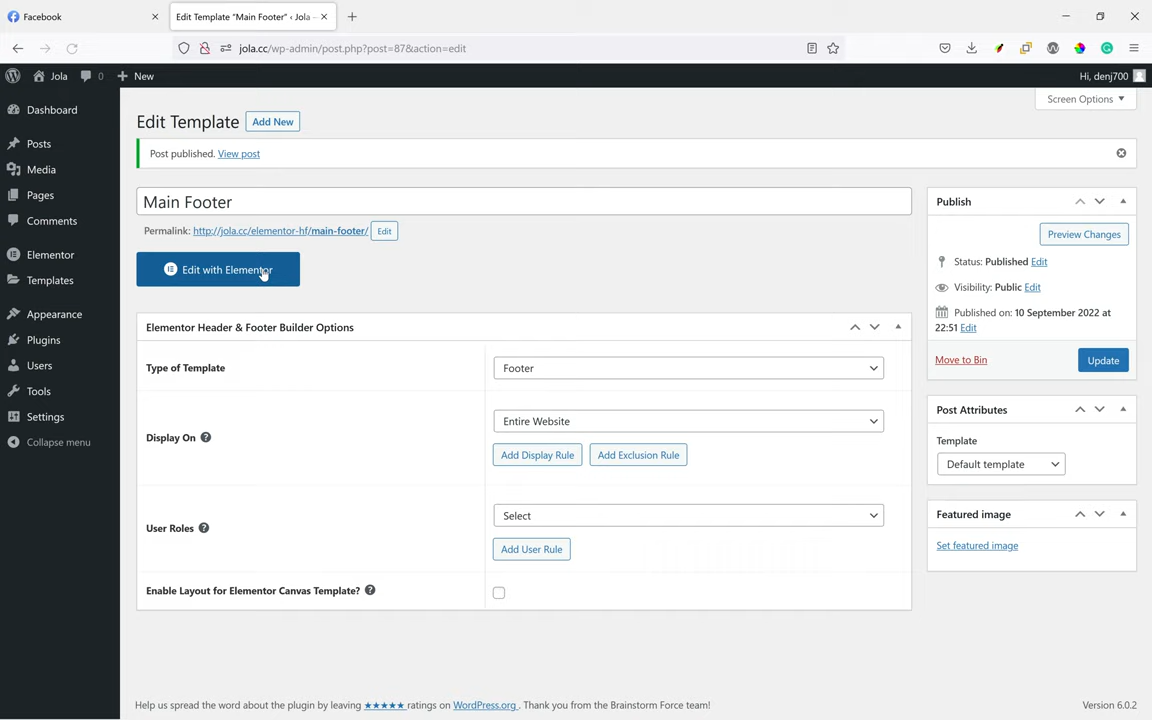 Facebook
Edit Template "Main Footer" ‹ Jola —
jola.cc/wp-admin/post.php?post=87&action=edit
Jola 0 New
Hi, denj700
Screen Options
Dashboard
Posts
Media
Pages
Comments
Elementor
Templates
Appearance
Plugins
Users
Tools
Settings
Collapse menu
Edit Template Add New
Post published. View post
Main Footer
Permalink: http://jola.cc/elementor-hf/main-footer/ Edit
Edit with Elementor
Elementor Header & Footer Builder Options
Type of Template
Footer
Display On
Entire Website
Add Display Rule
Add Exclusion Rule
User Roles
Select
Add User Rule
Enable Layout for Elementor Canvas Template?
Publish
Preview Changes
Status: Published Edit
Visibility: Public Edit
Published on: 10 September 2022 at
22:51 Edit
Move to Bin
Update
Post Attributes
Template
Default template
Featured image
Set featured image
Help us spread the word about the plugin by leaving ★★★★★ ratings on WordPress.org . Thank you from the Brainstorm Force team!
Version 6.0.2